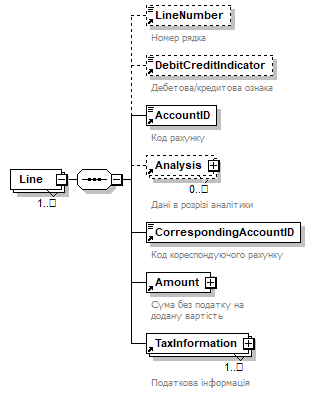 LineNumber
Номер рядка
DebitCreditIndicator
Дебетова/кредитова ознака
AccountID
Код рахунку
Analysis
0..
Дані в розрізі аналітики
Line
1..
CorrespondingAccountID
Код кореспондуючого рахунку
Amount
Сума без податку на
додану вартість
TaxInformation
1..
Податкова інформація